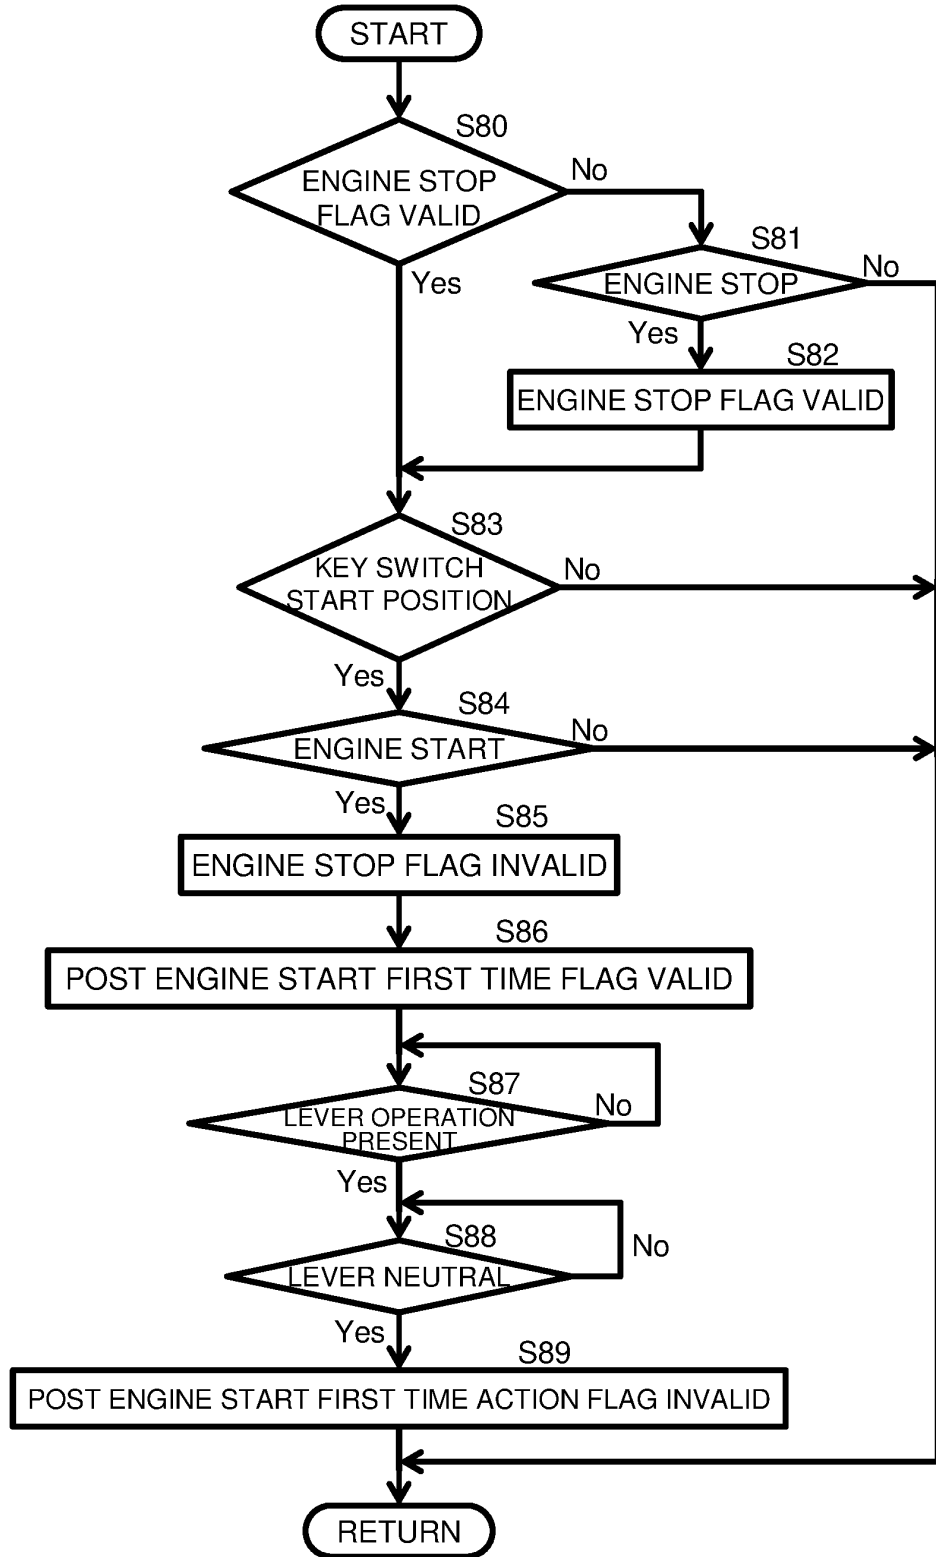 START
S80
ENGINE STOP
FLAG VALID
No
Yes
S81
ENGINE STOP
No
Yes
S82
ENGINE STOP FLAG VALID
S83
KEY SWITCH
START POSITION
No
Yes
S84
ENGINE START
No
Yes
S85
ENGINE STOP FLAG INVALID
S86
POST ENGINE START FIRST TIME FLAG VALID
S87
LEVER OPERATION
PRESENT
No
Yes
S88
LEVER NEUTRAL
No
Yes
S89
POST ENGINE START FIRST TIME ACTION FLAG INVALID
RETURN